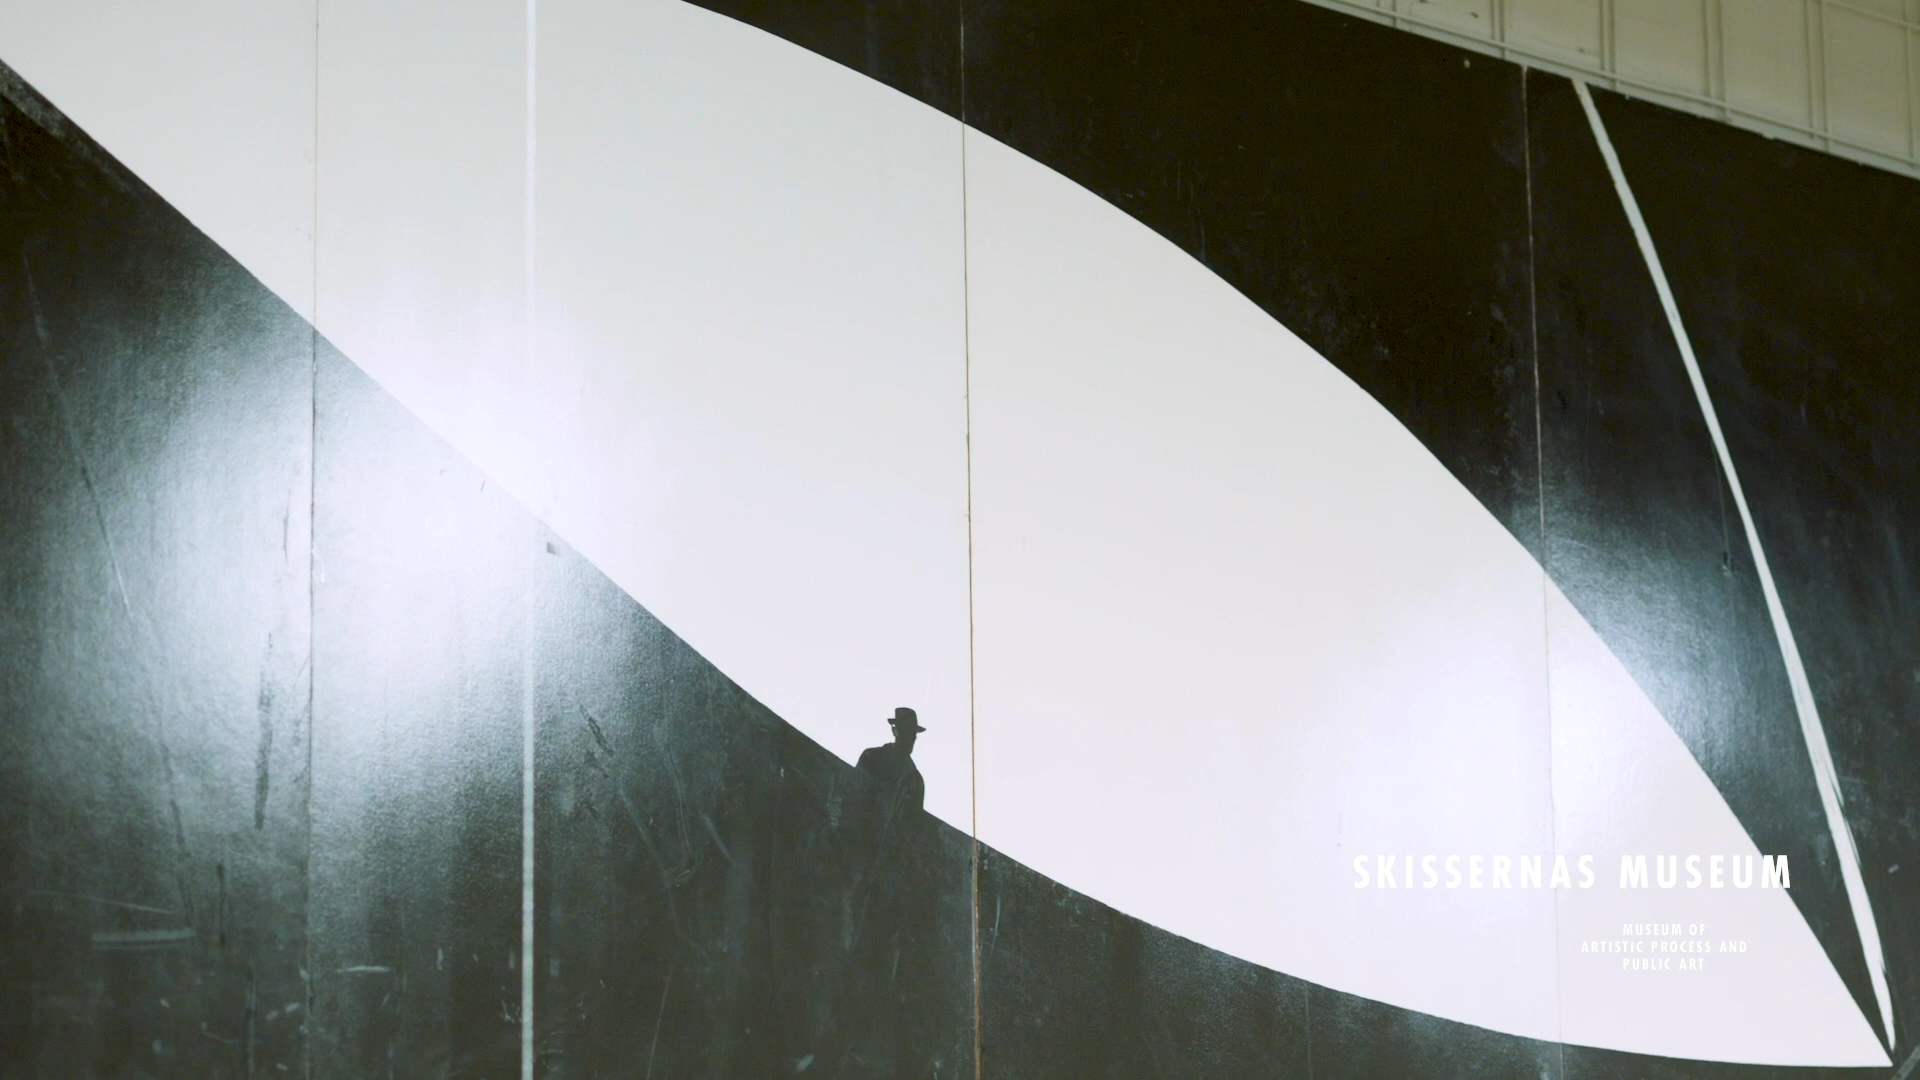 SKISSERNAS MUSEUM
MUSEUM OF
ARTISTIC PROCESS AND
PUBLIC ART